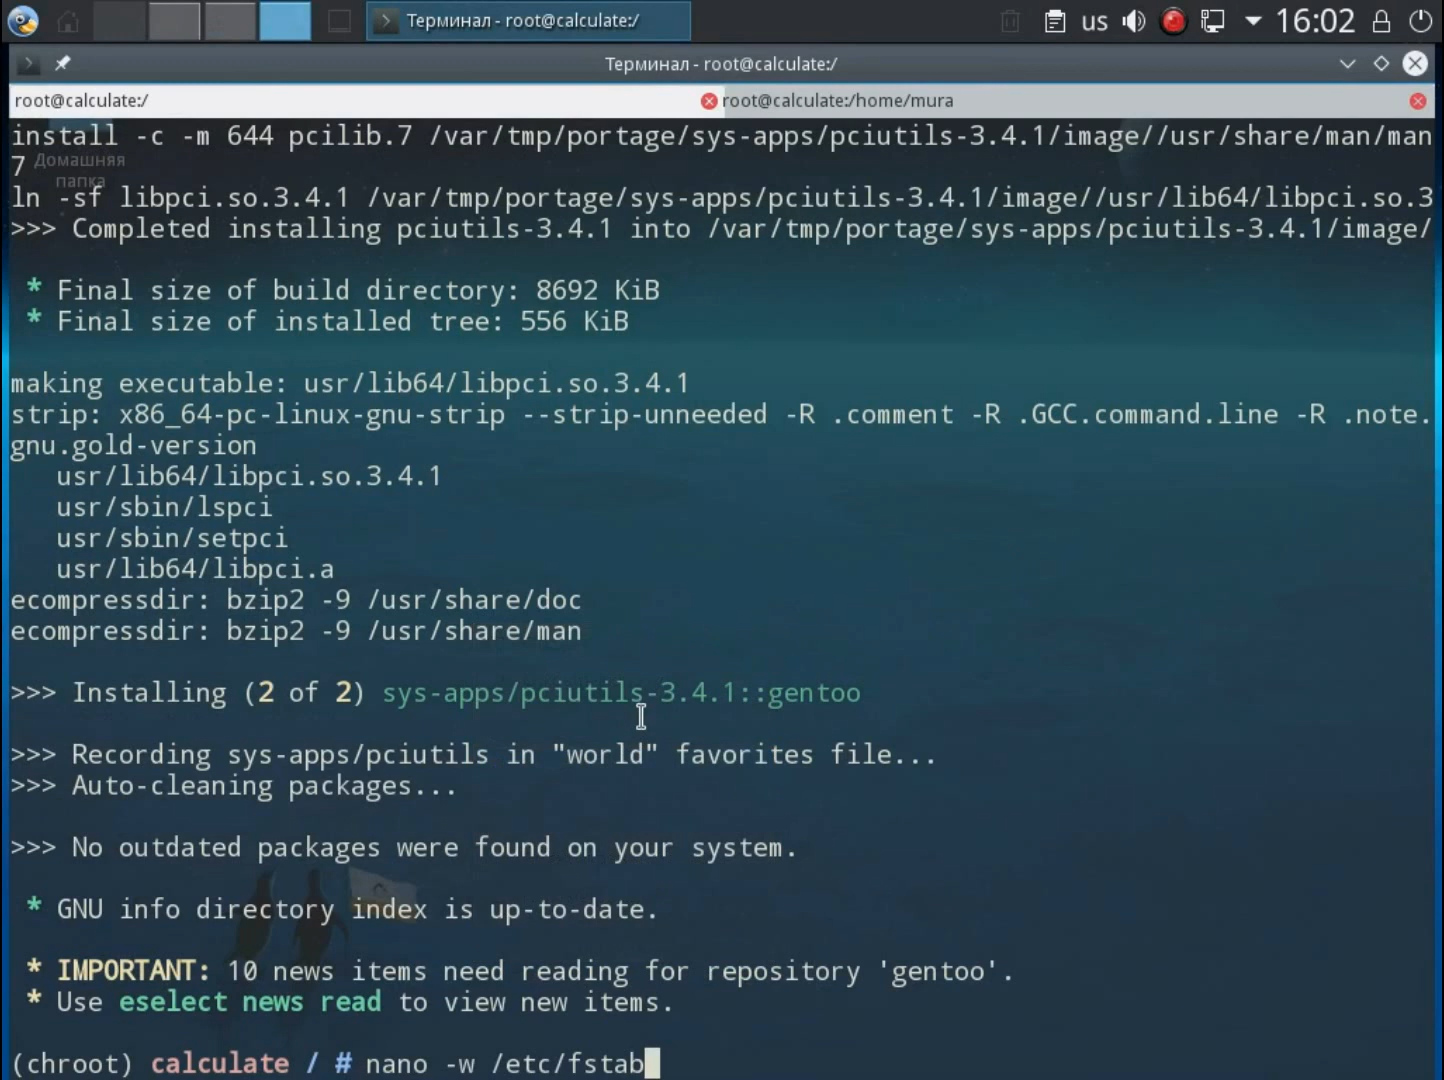 Терминал - root@calculate:/
us
16:02
Терминал - root@calculate:/
root@calculate:/
root@calculate:/home/mura
install -c -m 644 pcilib.7 /var/tmp/portage/sys-apps/pciutils-3.4.1/image//usr/share/man/man
7
Домашняя
папка
ln -sf libpci.so.3.4.1 /var/tmp/portage/sys-apps/pciutils-3.4.1/image//usr/lib64/libpci.so.3
>>> Completed installing pciutils-3.4.1 into /var/tmp/portage/sys-apps/pciutils-3.4.1/image/
* Final size of build directory: 8692 KiB
* Final size of installed tree: 556 KiB
making executable: usr/lib64/libpci.so.3.4.1
strip: x86_64-pc-linux-gnu-strip --strip-unneeded -R .comment -R .GCC.command.line -R .note.
gnu.gold-version
usr/lib64/libpci.so.3.4.1
usr/sbin/lspci
usr/sbin/setpci
usr/lib64/libpci.a
ecompressdir: bzip2 -9 /usr/share/doc
ecompressdir: bzip2 -9 /usr/share/man
>>> Installing (2 of 2) sys-apps/pciutils-3.4.1::gentoo
>>> Recording sys-apps/pciutils in "world" favorites file...
>>> Auto-cleaning packages...
>>> No outdated packages were found on your system.
* GNU info directory index is up-to-date.
* IMPORTANT: 10 news items need reading for repository 'gentoo'.
* Use eselect news read to view new items.
(chroot) calculate / # nano -w /etc/fstab